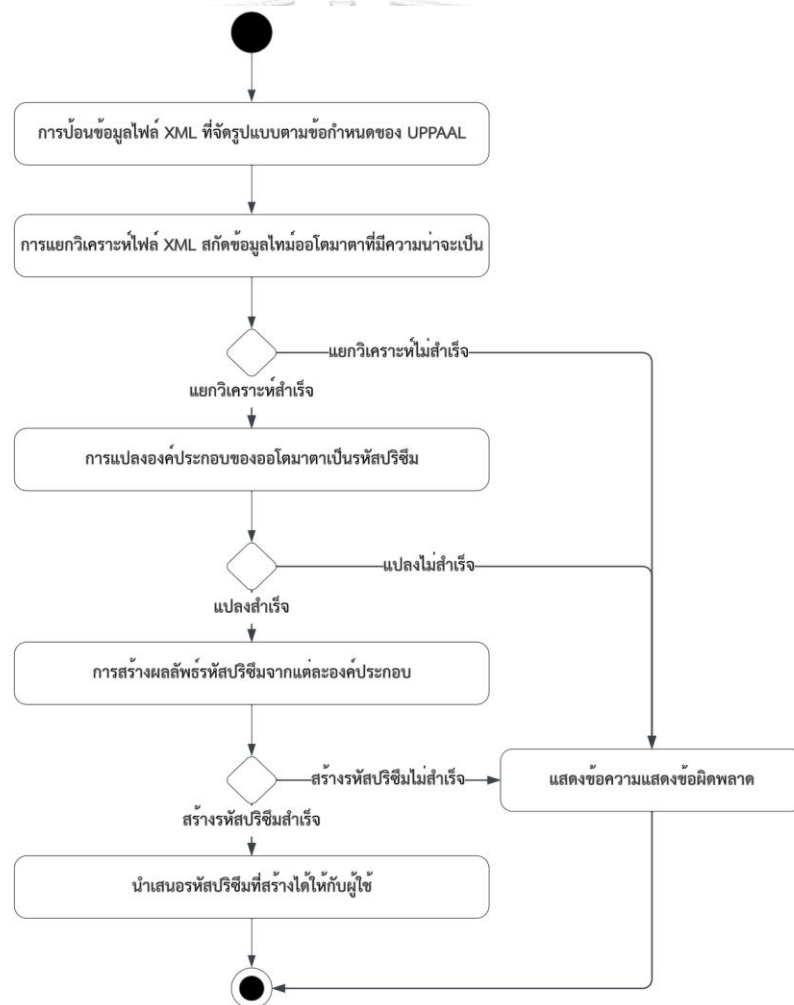 การป้อนข้อมูลไฟล์ XML ที่จัดรูปแบบตามข้อกำหนดของ UPPAAL
การแยกวิเคราะห์ไฟล์ XML สกัดข้อมูลไทม์ออโตมาตาที่มีความน่าจะเป็น
แยกวิเคราะห์ไม่สำเร็จ
แยกวิเคราะห์สำเร็จ
การแปลงองค์ประกอบของออโตมาตาเป็นรหัสปริซึม
แปลงไม่สำเร็จ
แปลงสำเร็จ
การสร้างผลลัพธ์รหัสปริซึมจากแต่ละองค์ประกอบ
สร้างรหัสปริซึมไม่สำเร็จ
แสดงข้อความแสดงข้อผิดพลาด
สร้างรหัสปริซึมสำเร็จ
นำเสนอรหัสปริซึมที่สร้างได้ให้กับผู้ใช้